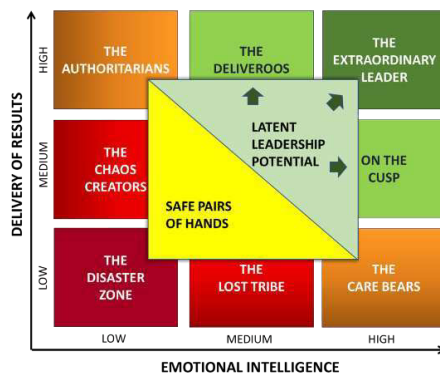 DELIVERY OF RESULTS
HIGH
MEDIUM
LOW
THE
AUTHORITARIANS
THE
DELIVEROOS
THE
EXTRAORDINARY
LEADER
THE
CHAOS
CREATORS
LATENT
LEADERSHIP
POTENTIAL
SAFE PAIRS
OF HANDS
ON THE
CUSP
THE
DISASTER
ZONE
THE
LOST TRIBE
THE
CARE BEARS
LOW
MEDIUM
HIGH
EMOTIONAL INTELLIGENCE